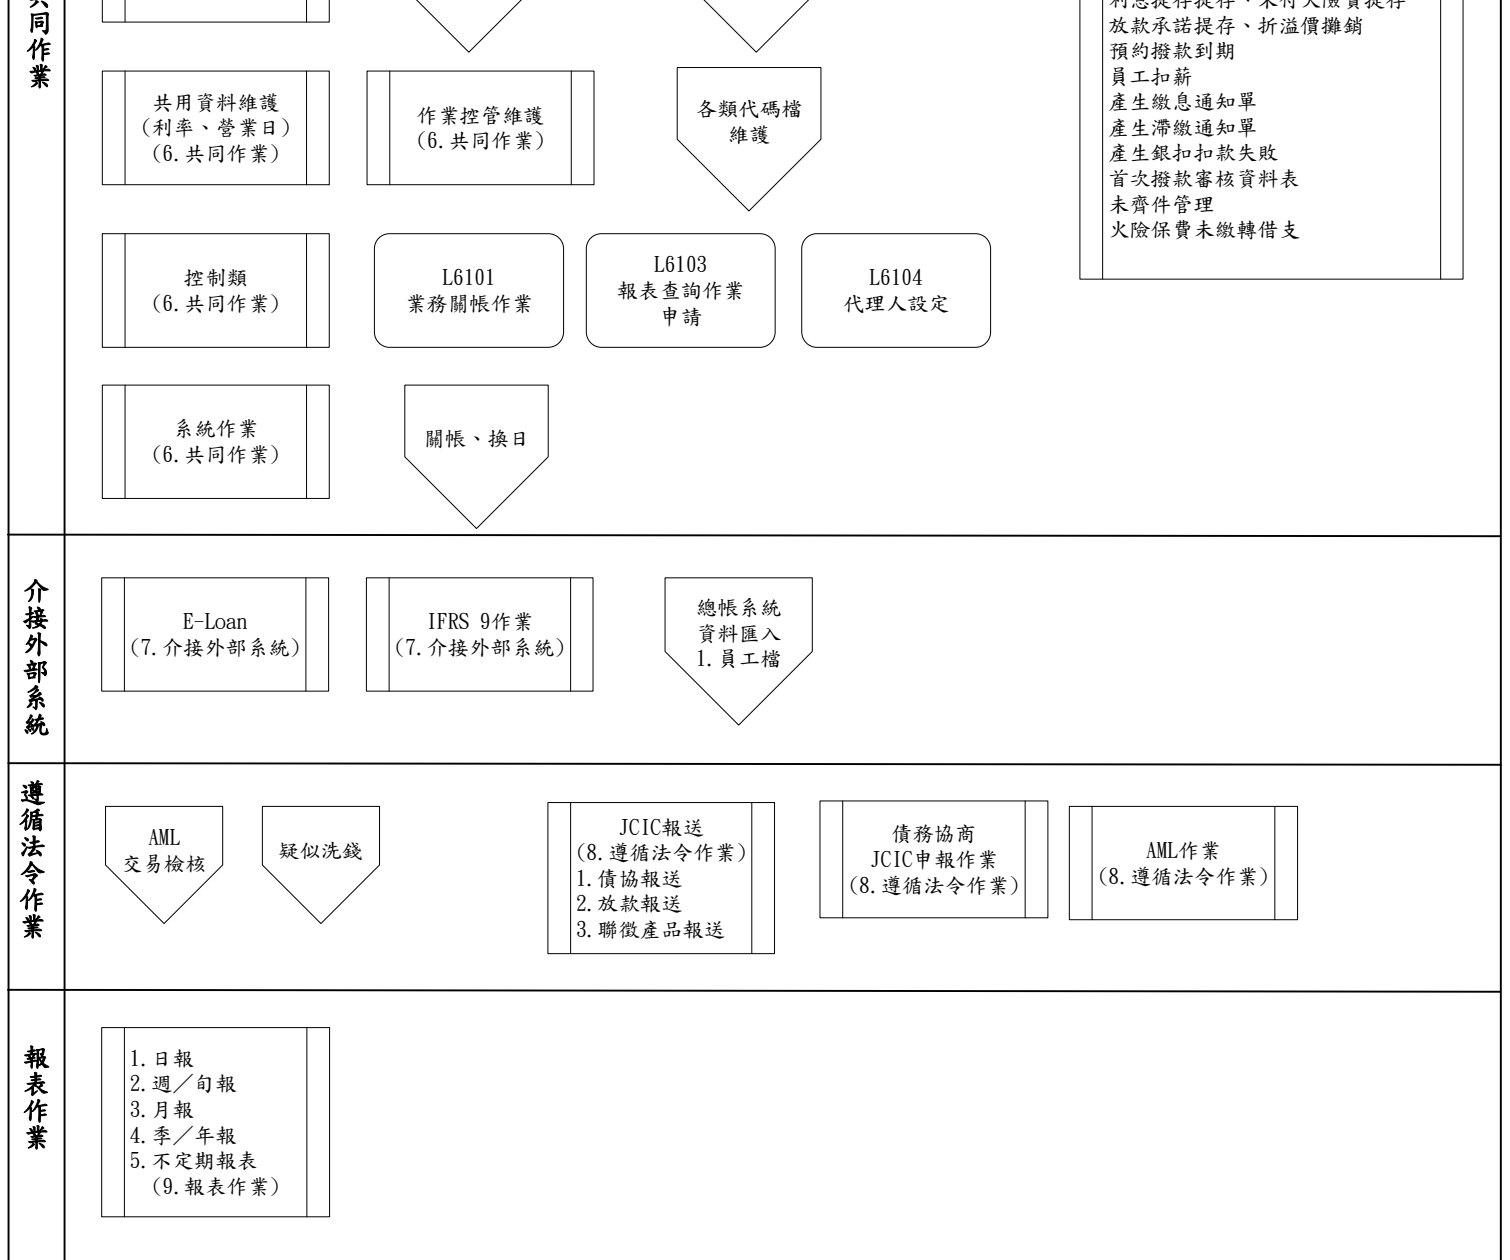 共同作業
利息提存提存、未付火險費提存
放款承諾提存、折溢價攤銷
預約撥款到期
員工扣薪
產生繳息通知單
產生滯繳通知單
產生銀扣扣款失敗
首次撥款審核資料表
未齊件管理
火險保費未繳轉借支
共用資料維護
(利率、營業日)
(6.共同作業)
作業控管維護
(6.共同作業)
各類代碼檔
維護
控制類
(6.共同作業)
L6101
業務關帳作業
L6103
報表查詢作業
申請
L6104
代理人設定
系統作業
(6.共同作業)
關帳、換日
介接外部系統
E-Loan
(7.介接外部系統)
IFRS 9作業
(7.介接外部系統)
總帳系統
資料匯入
1.員工檔
遵循法令作業
AML
交易檢核
疑似洗錢
JCIC報送
(8.遵循法令作業)
1.債協報送
2.放款報送
3.聯徵產品報送
債務協商
JCIC申報作業
(8.遵循法令作業)
AML作業
(8.遵循法令作業)
報表作業
1.日報
2.週／旬報
3.月報
4.季／年報
5.不定期報表
(9.報表作業)